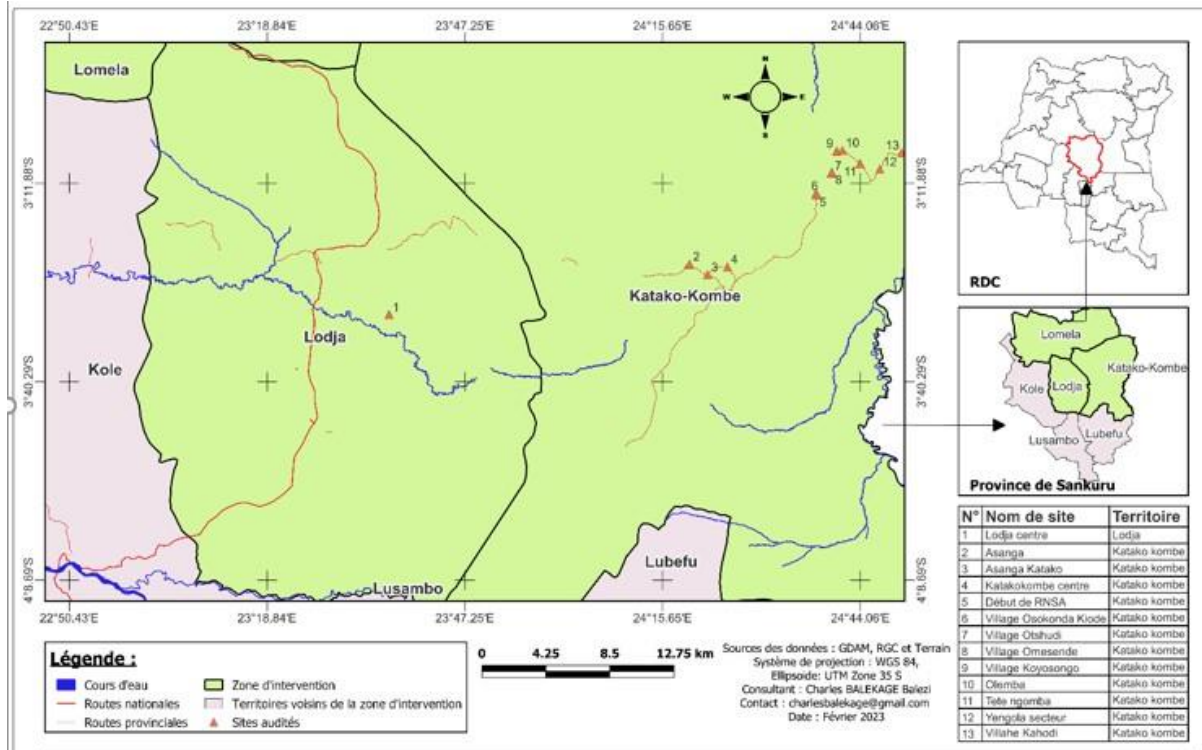 22°50.43'E 23°18.84'E 23°47.25'E 24°15.65'E 24°44.06'E
Lomela
N
W E
S
9 10 13
7 12
8 11
3°11.88'S 3°11.88'S
6
5
2 4
3
Katako-Kombe
1
Lodja
Kole
3°40.29'S 3°40.29'S
Lubefu
4°8.69'S 4°8.69'S
Lusambo
22°50.43'E 23°18.84'E 23°47.25'E 24°15.65'E 24°44.06'E
RDC
Lomela
Katako-Kombe
Kole Lodja
Lusambo Lubefu
Province de Sankuru
N° Nom de site Territoire
1 Lodja centre Lodja
2 Asanga Katako kombe
3 Asanga Katako Katako kombe
4 Katakokombe centre Katako kombe
5 Début de RNSA Katako kombe
6 Village Osokonda Kiode Katako kombe
7 Village Otshudi Katako kombe
8 Village Omesende Katako kombe
9 Village Koyosongo Katako kombe
10 Olemba Katako kombe
11 Tete ngomba Katako kombe
12 Yengola secteur Katako kombe
13 Villahe Kahodi Katako kombe
Légende :
Cours d'eau Zone d'intervention
Routes nationales Territoires voisins de la zone d'intervention
Routes provinciales Sites audités
0 4.25 8.5 12.75 km
Sources des données : GDAM, RGC et Terrain
Système de projection : WGS 84,
Ellipsoide: UTM Zone 35 S
Consultant : Charles BALEKAGE Balezi
Contact : charlesbalekage@gmail.com
Date : Février 2023